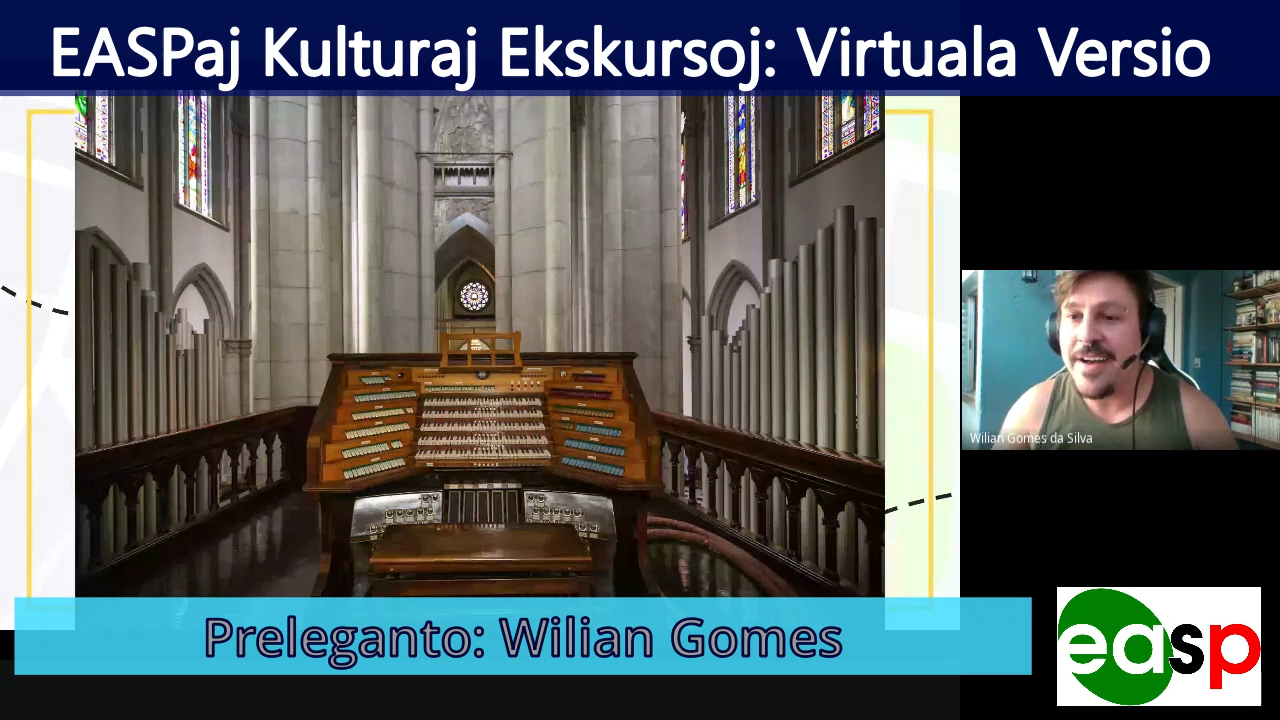 EASPaj Kulturaj Ekskursoj: Virtuala Versio
Wilian Gomes da Silva
Preleganto: Wilian Gomes
easp